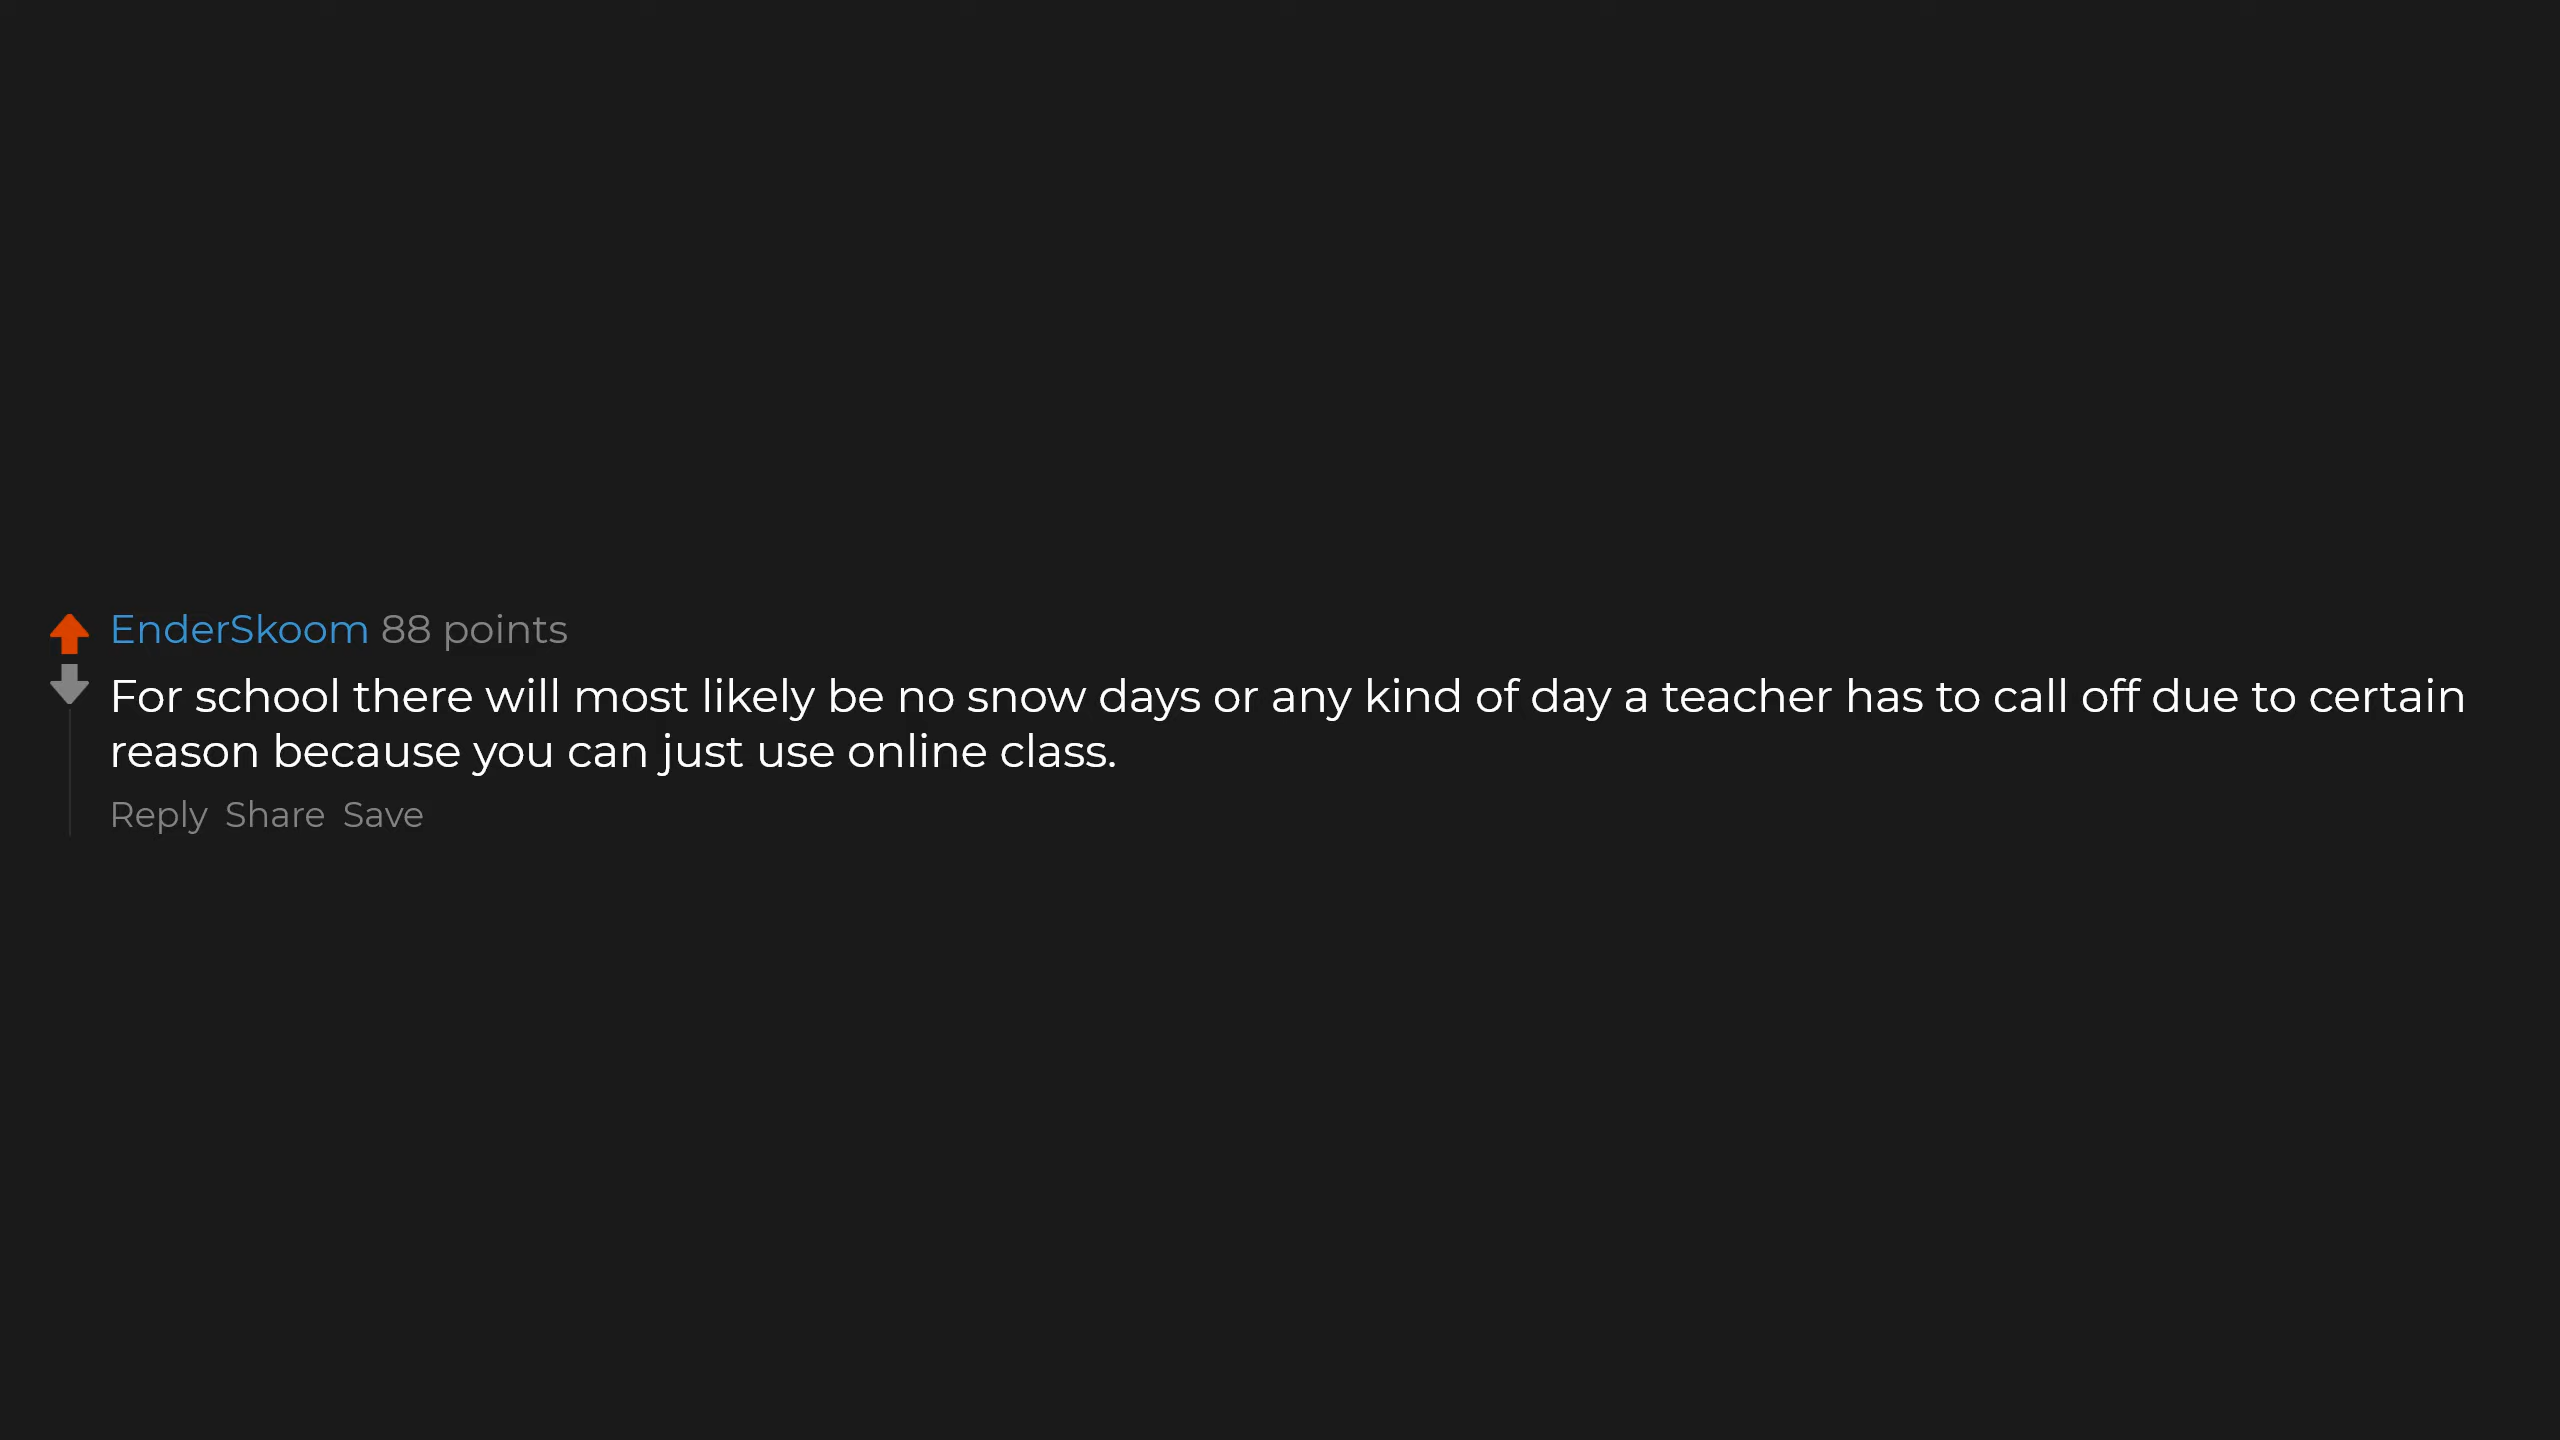 EnderSkoom 88 points
For school there will most likely be no snow days or any kind of day a teacher has to call off due to certain
reason because you can just use online class.
Reply Share Save